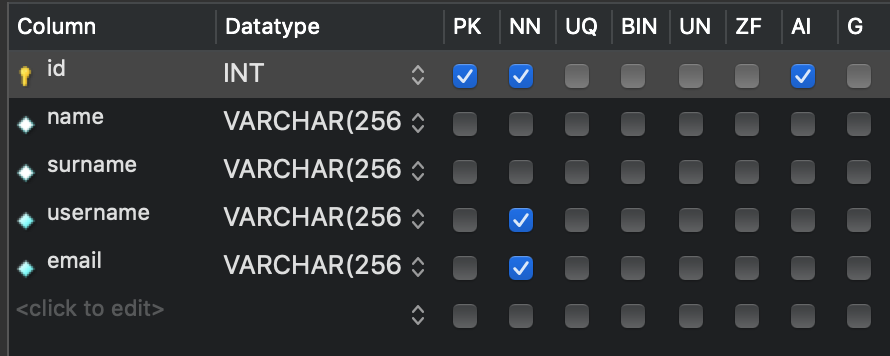 Column Datatype PK NN UQ BIN UN ZF AI G
id INT
name VARCHAR(256
surname VARCHAR(256
username VARCHAR(256
email VARCHAR(256
<click to edit>